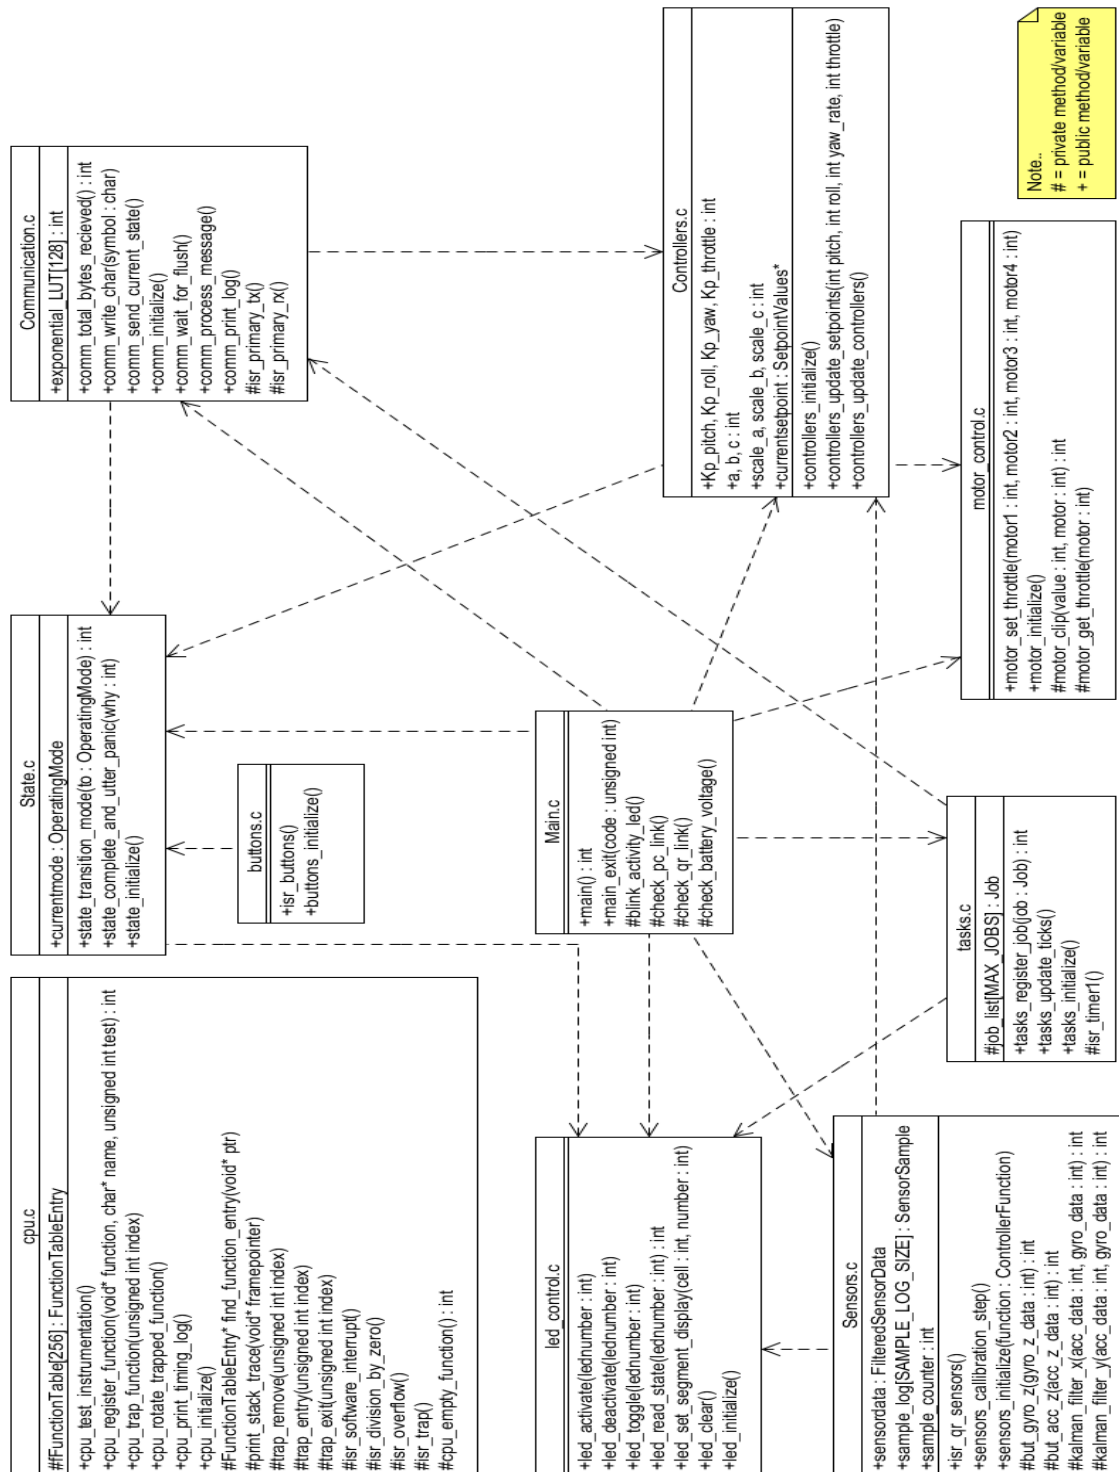 cpu.c
#fFunctionTable[256] : FunctionTableEntry
+cpu_test_instrumentation()
+cpu_register_function(void* function, char* name, unsigned int test) : int
+cpu_trap_function(unsigned int index)
+cpu_rotate_trapped_function()
+cpu_print_timing_log()
+cpu_initialize()
#FunctionTableEntry* find_function_entry(void* ptr)
#print_stack_trace(void* framepointer)
#trap_remove(unsigned int index)
#trap_entry(unsigned int index)
#trap_exit(unsigned int index)
#isr_software_interrupt()
#isr_division_by_zero()
#isr_overflow()
#isr_trap()
#cpu_empty_function() : int
State.c
+currentmode : OperatingMode
+state_transition_mode(to : OperatingMode) : int
+state_complete_and_utter_panic(why : int)
+state_initialize()
buttons.c
+isr_buttons()
+buttons_initialize()
Communication.c
+exponential_LUT[128] : int
+comm_total_bytes_recieved() : int
+comm_write_char(symbol : char)
+comm_send_current_state()
+comm_initialize()
+comm_wait_for_flush()
+comm_process_message()
+comm_print_log()
#isr_primary_tx()
#isr_primary_rx()
led_control.c
+led_activate(lednumber : int)
+led_deactivate(lednumber : int)
+led_toggle(lednumber : int)
+led_read_state(lednumber : int) : int
+led_set_segment_display(cell : int, number : int)
+led_clear()
+led_initialize()
Main.c
+main() : int
+main_exit(code : unsigned int)
#blink_activity_led()
#check_pc_link()
#check_qr_link()
#check_battery_voltage()
Controllers.c
+Kp_pitch, Kp_roll, Kp_yaw, Kp_throttle : int
+a, b, c : int
+scale_a, scale_b, scale_c : int
+currentsetpoint : SetpointValues*
+controllers_initialize()
+controllers_update_setpoints(int pitch, int roll, int yaw_rate, int throttle)
+controllers_update_controllers()
Sensors.c
+sensordata : FilteredSensorData
+sample_log[SAMPLE_LOG_SIZE] : SensorSample
+sample_counter : int
+isr_qr_sensors()
+sensors_calibration_step()
+sensors_initialize(function : ControllerFunction)
#but_gyro_z(gyro_z_data : int) : int
#but_acc_z(acc_z_data : int) : int
#kalman_filter_x(acc_data : int, gyro_data : int) : int
#kalman_filter_y(acc_data : int, gyro_data : int) : int
tasks.c
#job_list[MAX_JOBS] : Job
+tasks_register_job(job : Job) : int
+tasks_update_ticks()
+tasks_initialize()
#isr_timer1()
motor_control.c
+motor_set_throttle(motor1 : int, motor2 : int, motor3 : int, motor4 : int)
+motor_initialize()
#motor_clip(value : int, motor : int) : int
#motor_get_throttle(motor : int)
Note..
# = private method/variable
+ = public method/variable